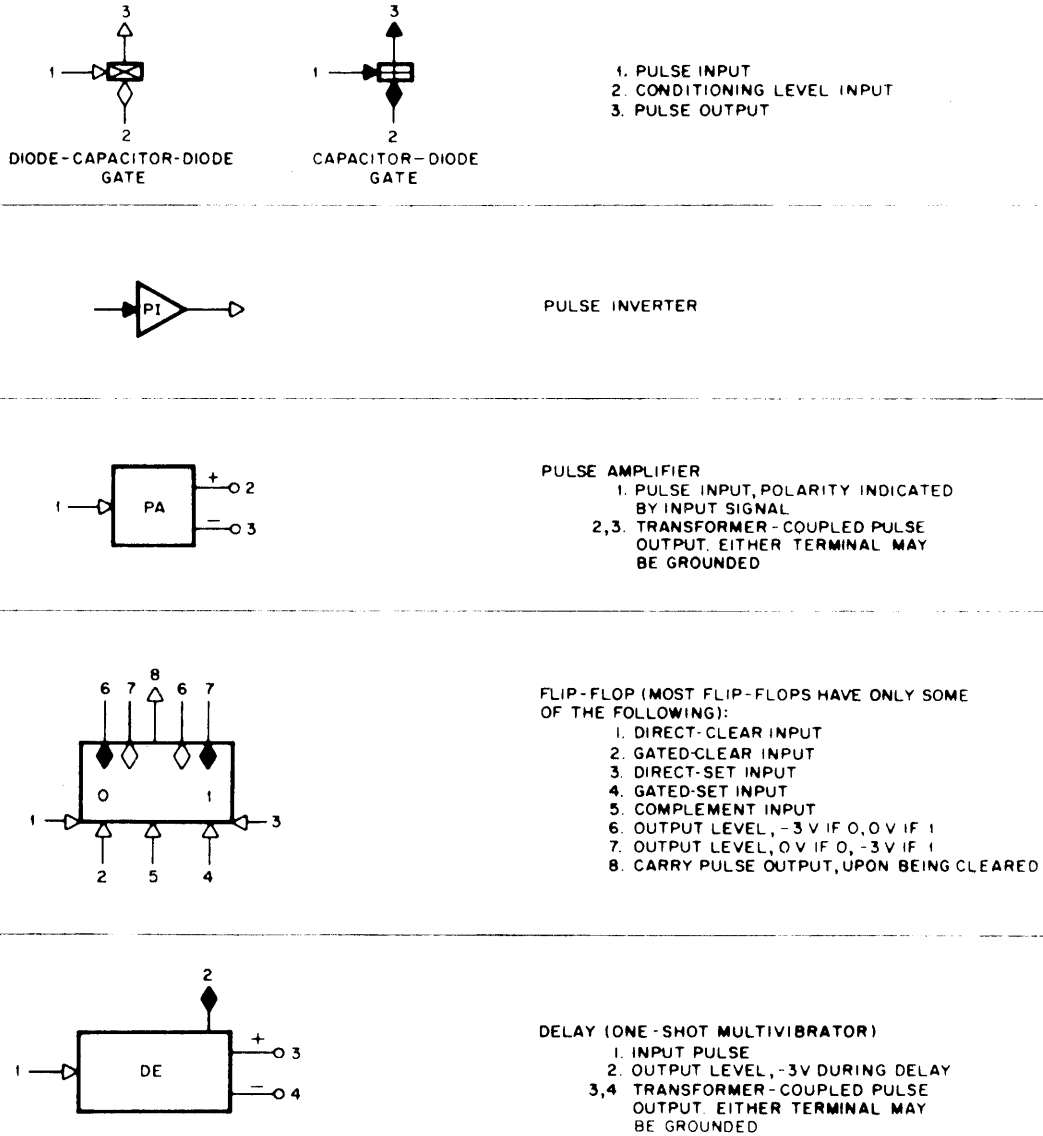 3
1
2
DIODE-CAPACITOR-DIODE
GATE
3
1
2
CAPACITOR-DIODE
GATE
1. PULSE INPUT
2. CONDITIONING LEVEL INPUT
3. PULSE OUTPUT
PI
PULSE INVERTER
1
PA
+
2
−
3
PULSE AMPLIFIER
1. PULSE INPUT, POLARITY INDICATED
BY INPUT SIGNAL
2,3. TRANSFORMER-COUPLED PULSE
OUTPUT. EITHER TERMINAL MAY
BE GROUNDED
6 7 8 6 7
0 1
1 3
2 5 4
FLIP-FLOP (MOST FLIP-FLOPS HAVE ONLY SOME
OF THE FOLLOWING):
1. DIRECT-CLEAR INPUT
2. GATED-CLEAR INPUT
3. DIRECT-SET INPUT
4. GATED-SET INPUT
5. COMPLEMENT INPUT
6. OUTPUT LEVEL, -3 V IF 0, 0 V IF 1
7. OUTPUT LEVEL, 0 V IF 0, -3 V IF 1
8. CARRY PULSE OUTPUT, UPON BEING CLEARED
2
1
DE
+
3
−
4
DELAY (ONE-SHOT MULTIVIBRATOR)
1. INPUT PULSE
2. OUTPUT LEVEL, -3V DURING DELAY
3,4 TRANSFORMER-COUPLED PULSE
OUTPUT. EITHER TERMINAL MAY
BE GROUNDED